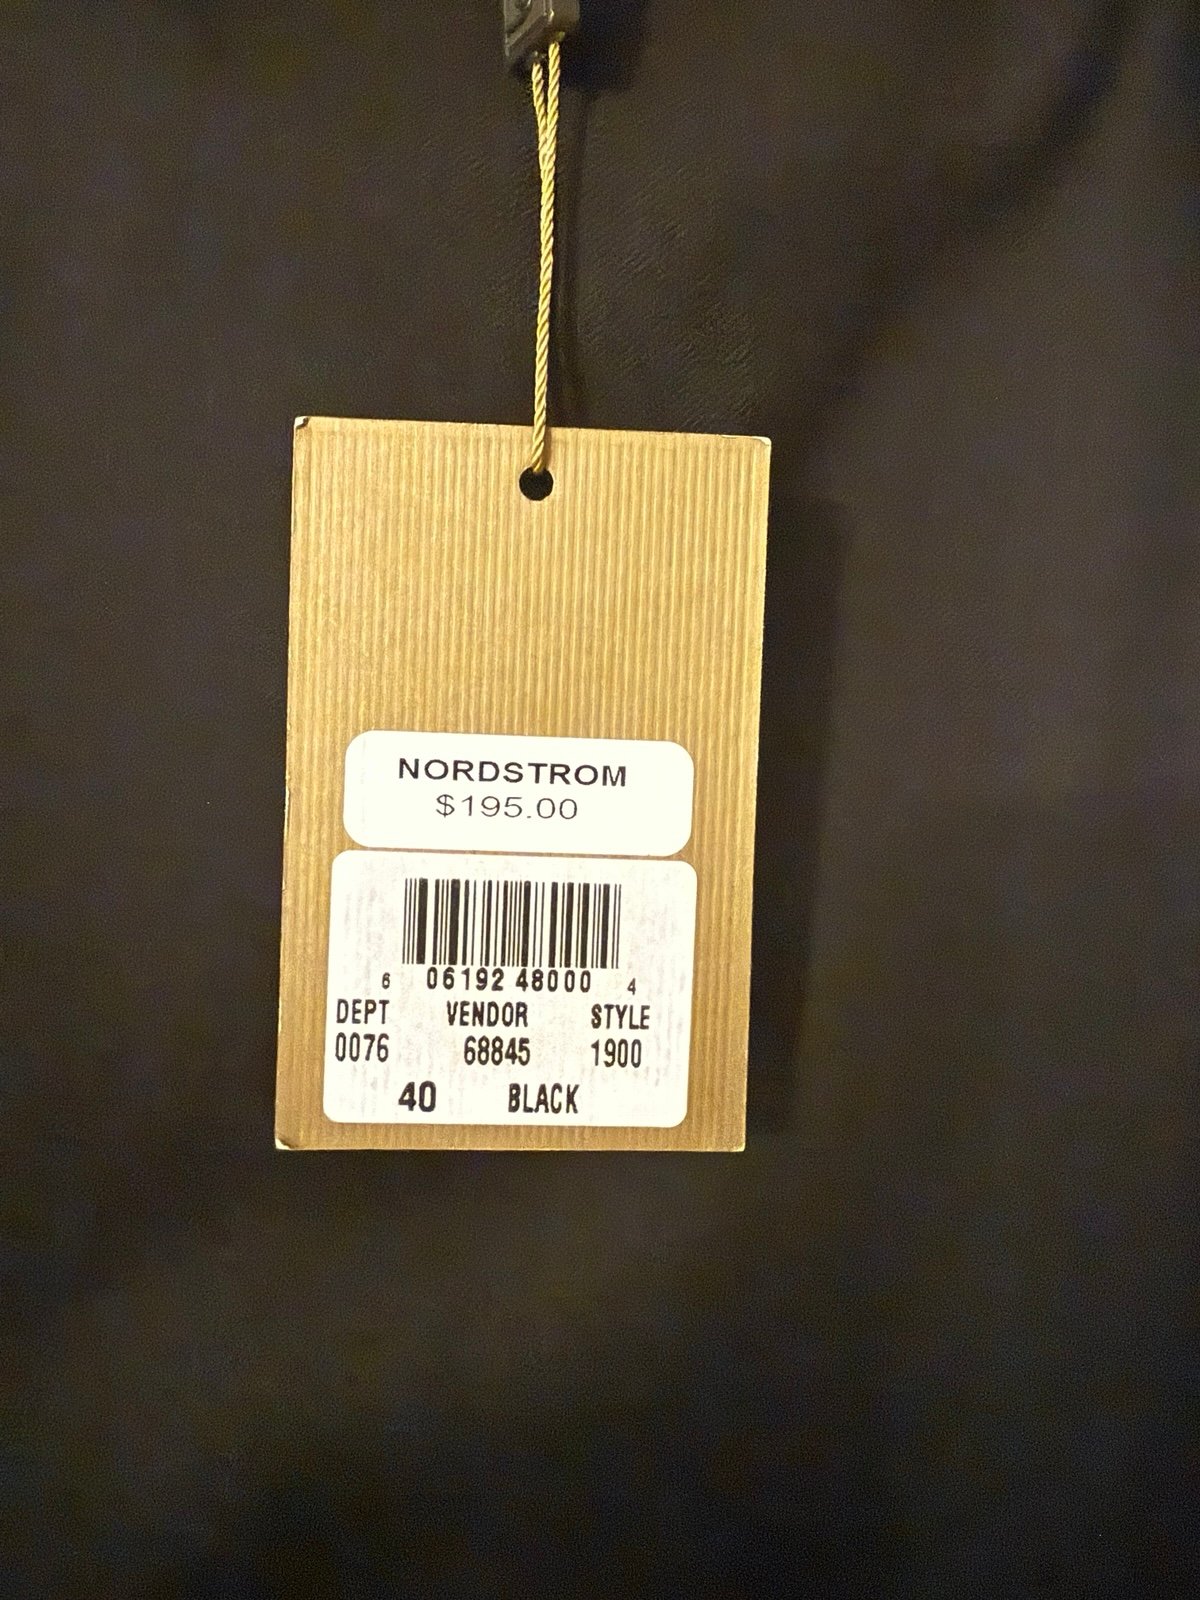 NORDSTROM
$195.00
6 06192 48000 4
DEPT VENDOR STYLE
0076 68845 1900
40 BLACK